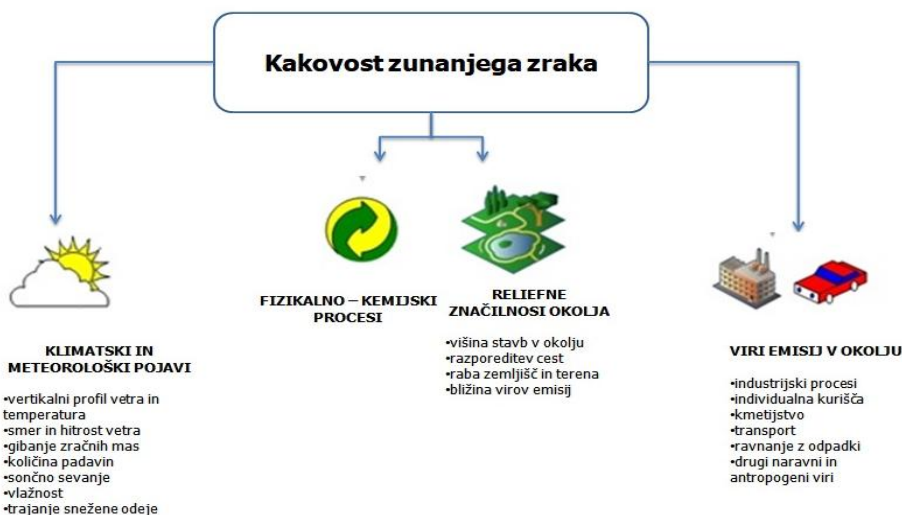 Kakovost zunanjega zraka
KLIMATSKI IN
METEOROLOŠKI POJAVI
•vertikalni profil vetra in
temperatura
•smer in hitrost vetra
•gibanje zračnih mas
•količina padavin
•sončno sevanje
•vlažnost
•trajanje snežene odeje
FIZIKALNO – KEMIJSKI
PROCESI
RELIEFNE
ZNAČILNOSTI OKOLJA
•višina stavb v okolju
•razporeditev cest
•raba zemljišč in terena
•bližina virov emisij
VIRI EMISIJ V OKOLJU
•industrijski procesi
•individualna kurišča
•kmetijstvo
•transport
•ravnanje z odpadki
•drugi naravni in
antropogeni viri